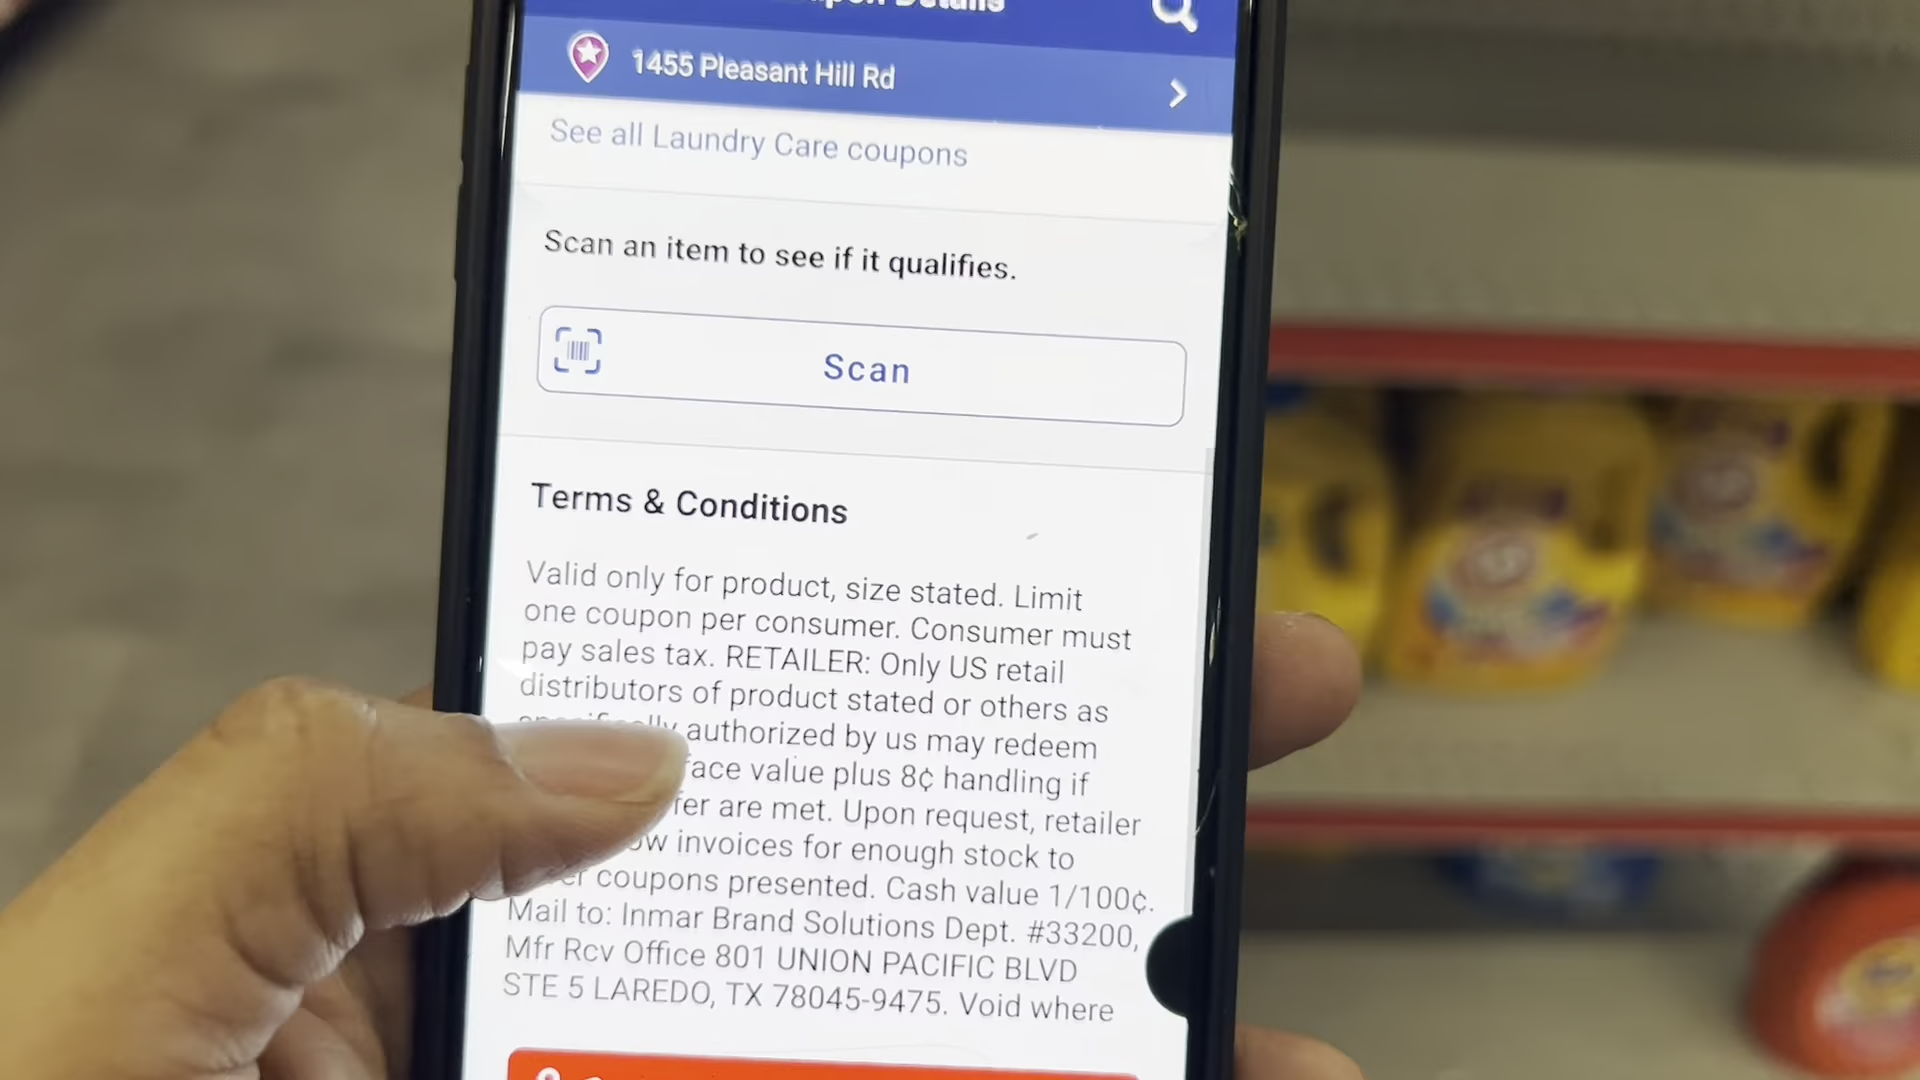 Details
1455 Pleasant Hill Rd
See all Laundry Care coupons
Scan an item to see if it qualifies.
Scan
Terms & Conditions
Valid only for product, size stated. Limit
one coupon per consumer. Consumer must
pay sales tax. RETAILER: Only US retail
distributors of product stated or others as
authorized by us may redeem
face value plus 8¢ handling if
are met. Upon request, retailer
invoices for enough stock to
coupons presented. Cash value 1/100¢.
Mail to: Inmar Brand Solutions Dept. #33200,
Mfr Rcv Office 801 UNION PACIFIC BLVD
STE 5 LAREDO, TX 78045-9475. Void where